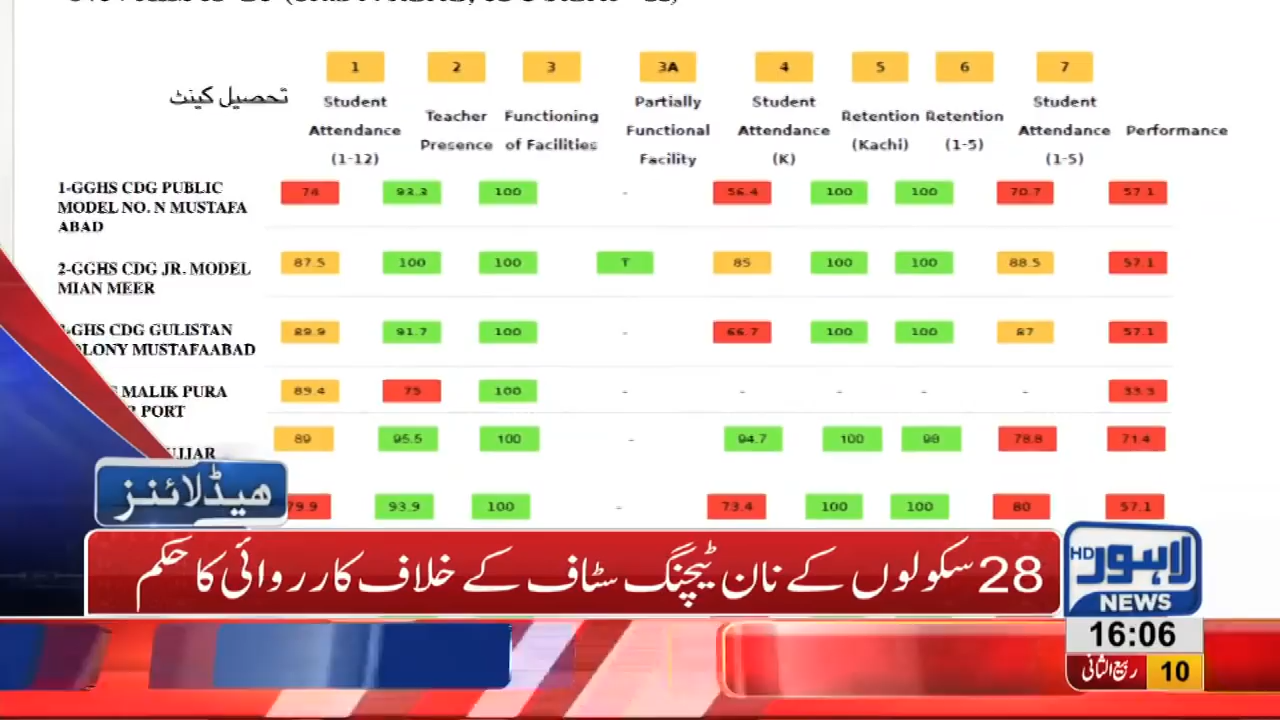 1 2 3 3A 4 5 6 7
تحصیل کینٹ
Student Attendance (1-12)
Teacher Presence
Functioning of Facilities
Partially Functional Facility
Student Attendance (K)
Retention (Kachi)
Retention (1-5)
Student Attendance (1-5)
Performance
1-GGHS CDG PUBLIC MODEL NO. N MUSTAFA ABAD
74 93.3 100 - 56.4 100 100 70.7 57.1
2-GGHS CDG JR. MODEL MIAN MEER
87.5 100 100 T 85 100 100 88.5 57.1
-GHS CDG GULISTAN
LONY MUSTAFAABAD
89.9 91.7 100 - 66.7 100 100 87 57.1
MALIK PURA
PORT
89.4 75 100 - - - - - 33.3
89 95.5 100 - 94.7 100 98 78.8 71.4
79.9 93.9 100 - 73.4 100 100 80 57.1
ھیڈلائنز
28 سکولوں کے نان ٹیچنگ سٹاف کے خلاف کارروائی کا حکم
HD لاہور
NEWS
16:06
10 ربیع الثانی